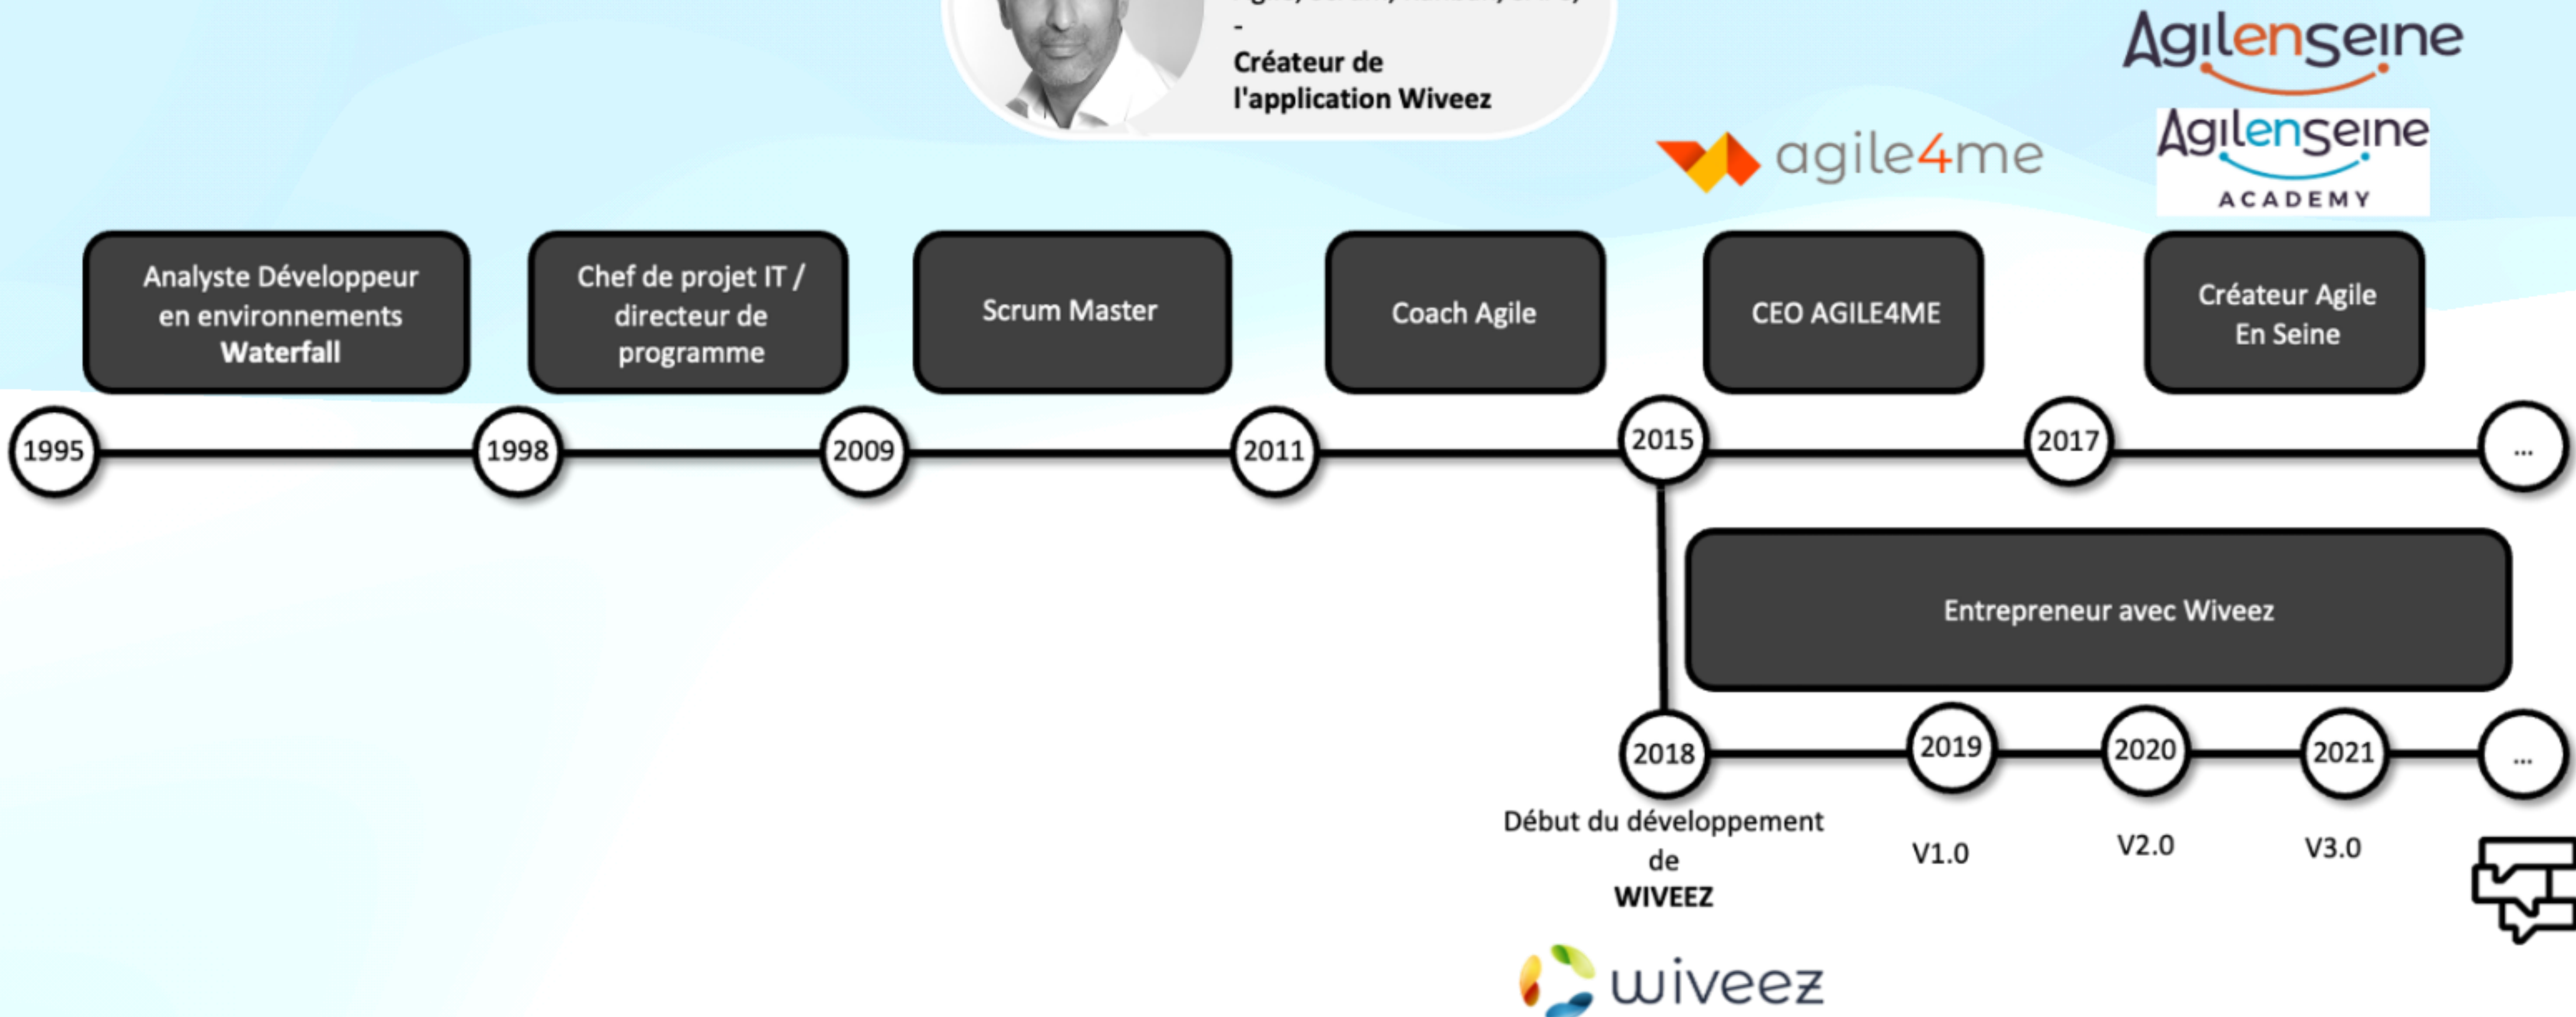 -
Créateur de
l'application Wiveez
Agilenseine
agile4me
Agilenseine
ACADEMY
Analyste Développeur
en environnements
Waterfall
Chef de projet IT /
directeur de
programme
Scrum Master
Coach Agile
CEO AGILE4ME
Créateur Agile
En Seine
1995
1998
2009
2011
2015
2017
...
Entrepreneur avec Wiveez
2018
2019
2020
2021
...
Début du développement
de
WIVEEZ
V1.0
V2.0
V3.0
wiveez